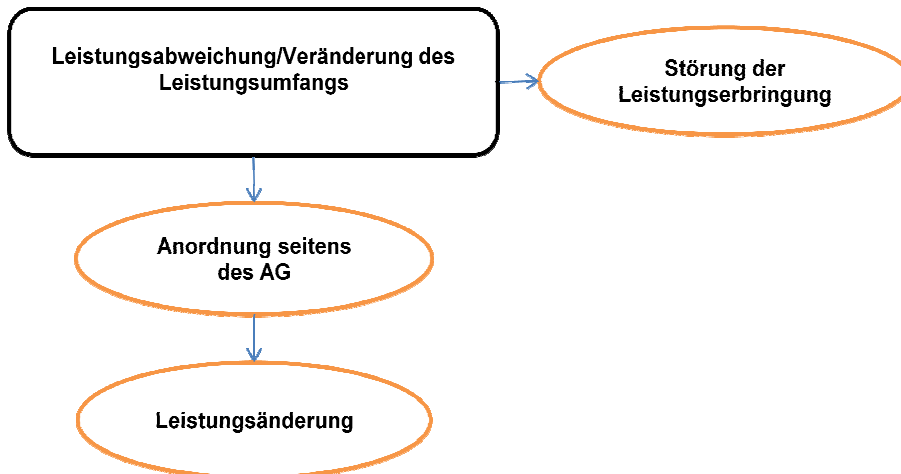 Leistungsabweichung/Veränderung des
Leistungsumfangs
Störung der
Leistungserbringung
Anordnung seitens
des AG
Leistungsänderung